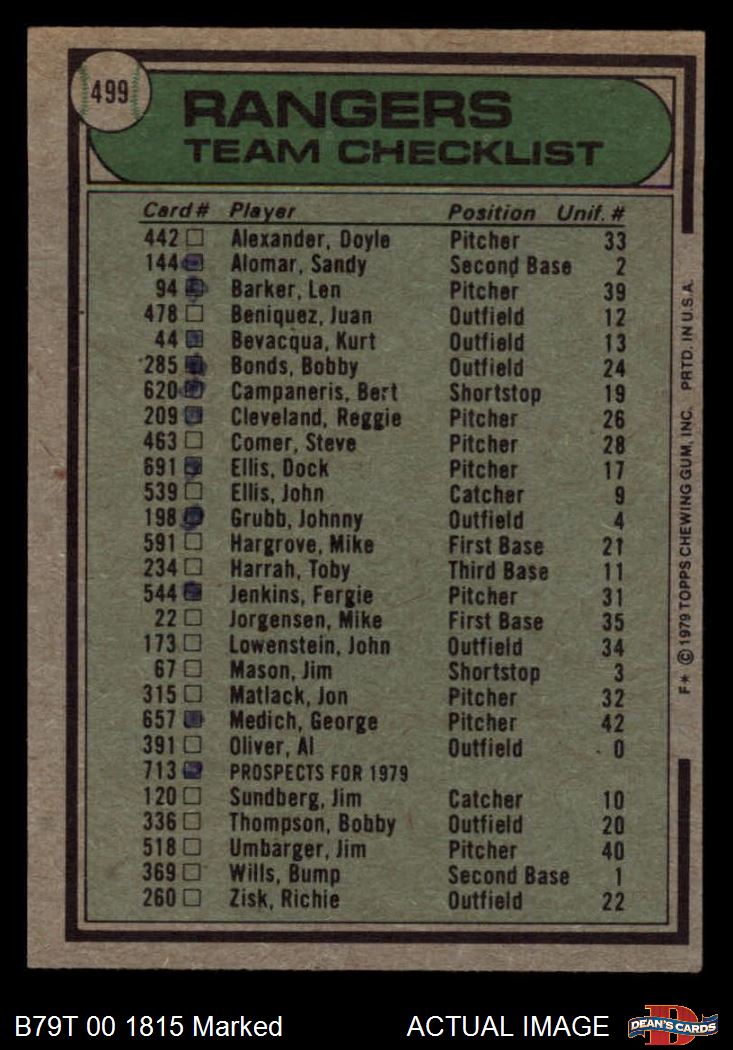 499
RANGERS
TEAM CHECKLIST
Card # Player Position Unif. #
442 Alexander, Doyle Pitcher 33
144 Alomar, Sandy Second Base 2
94 Barker, Len Pitcher 39
478 Beniquez, Juan Outfield 12
44 Bevacqua, Kurt Outfield 13
285 Bonds, Bobby Outfield 24
620 Campaneris, Bert Shortstop 19
209 Cleveland, Reggie Pitcher 26
463 Comer, Steve Pitcher 28
691 Ellis, Dock Pitcher 17
539 Ellis, John Catcher 9
198 Grubb, Johnny Outfield 4
591 Hargrove, Mike First Base 21
234 Harrah, Toby Third Base 11
544 Jenkins, Fergie Pitcher 31
22 Jorgensen, Mike First Base 35
173 Lowenstein, John Outfield 34
67 Mason, Jim Shortstop 3
315 Matlack, Jon Pitcher 32
657 Medich, George Pitcher 42
391 Oliver, Al Outfield 0
713 PROSPECTS FOR 1979
120 Sundberg, Jim Catcher 10
336 Thompson, Bobby Outfield 20
518 Umbarger, Jim Pitcher 40
369 Wills, Bump Second Base 1
260 Zisk, Richie Outfield 22
F* © 1979 TOPPS CHEWING GUM, INC. PRTD. IN U.S.A.
B79T 00 1815 Marked ACTUAL IMAGE
D
DEAN'S CARDS